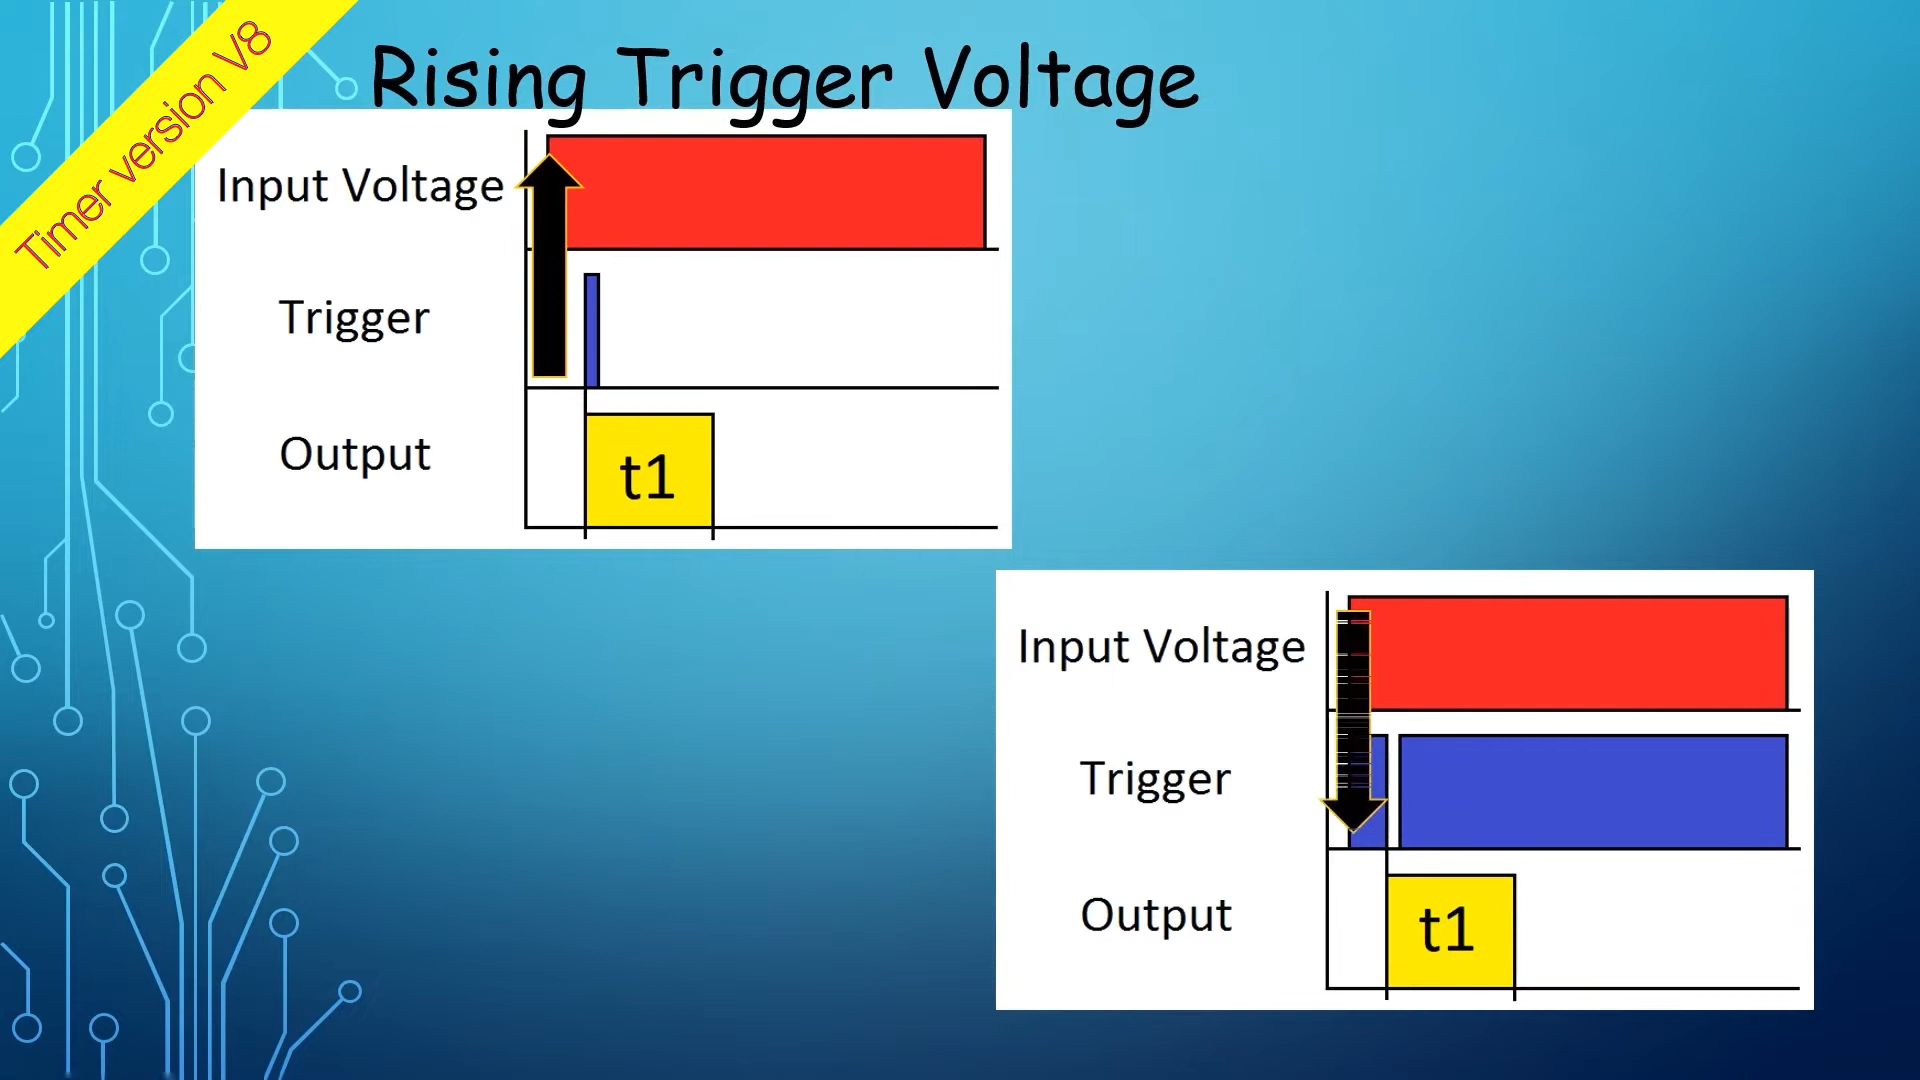 Timer version V8
Rising Trigger Voltage
Input Voltage
Trigger
Output
t1
Input Voltage
Trigger
Output
t1